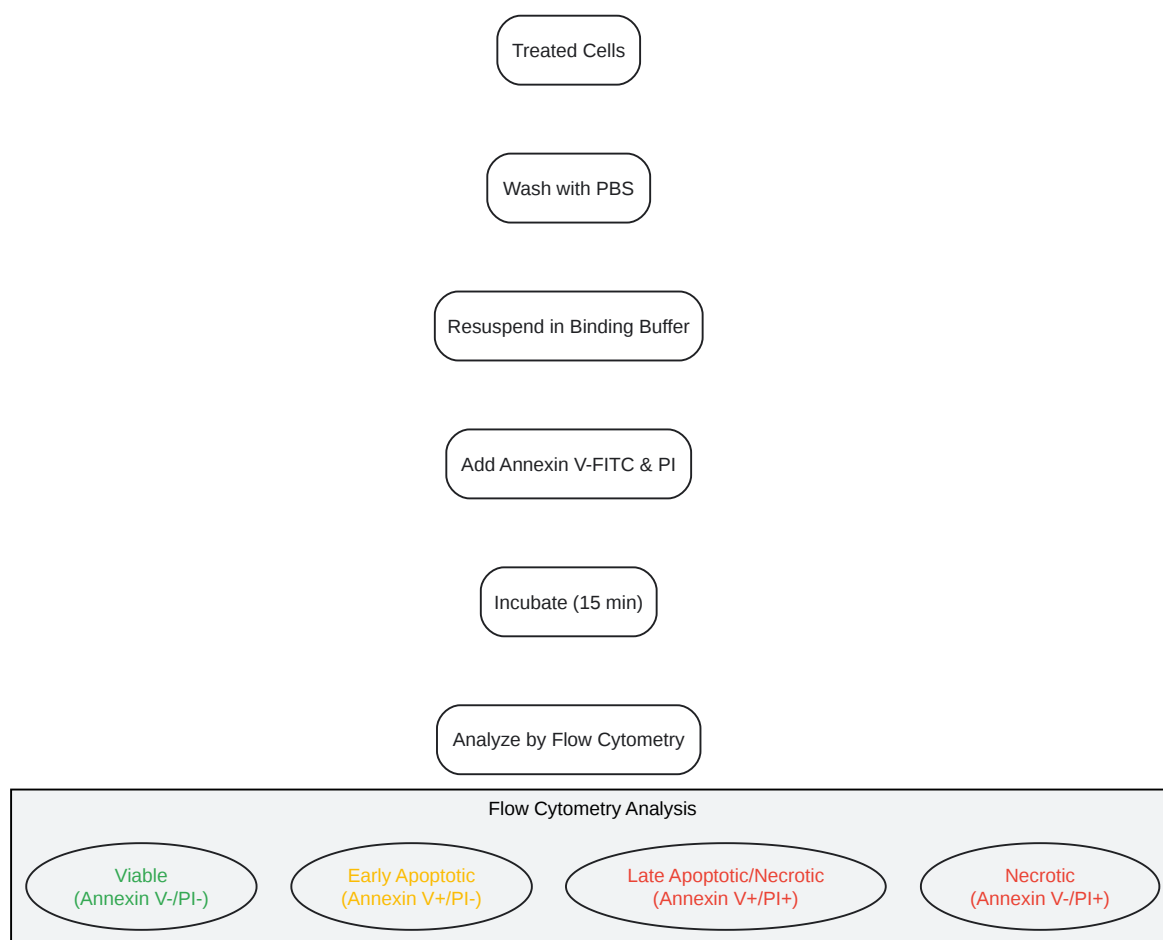 Treated Cells
Wash with PBS
Resuspend in Binding Buffer
Add Annexin V-FITC & PI
Incubate (15 min)
Analyze by Flow Cytometry
Flow Cytometry Analysis
Viable
(Annexin V-/PI-)
Early Apoptotic
(Annexin V+/PI-)
Late Apoptotic/Necrotic
(Annexin V+/PI+)
Necrotic
(Annexin V-/PI+)